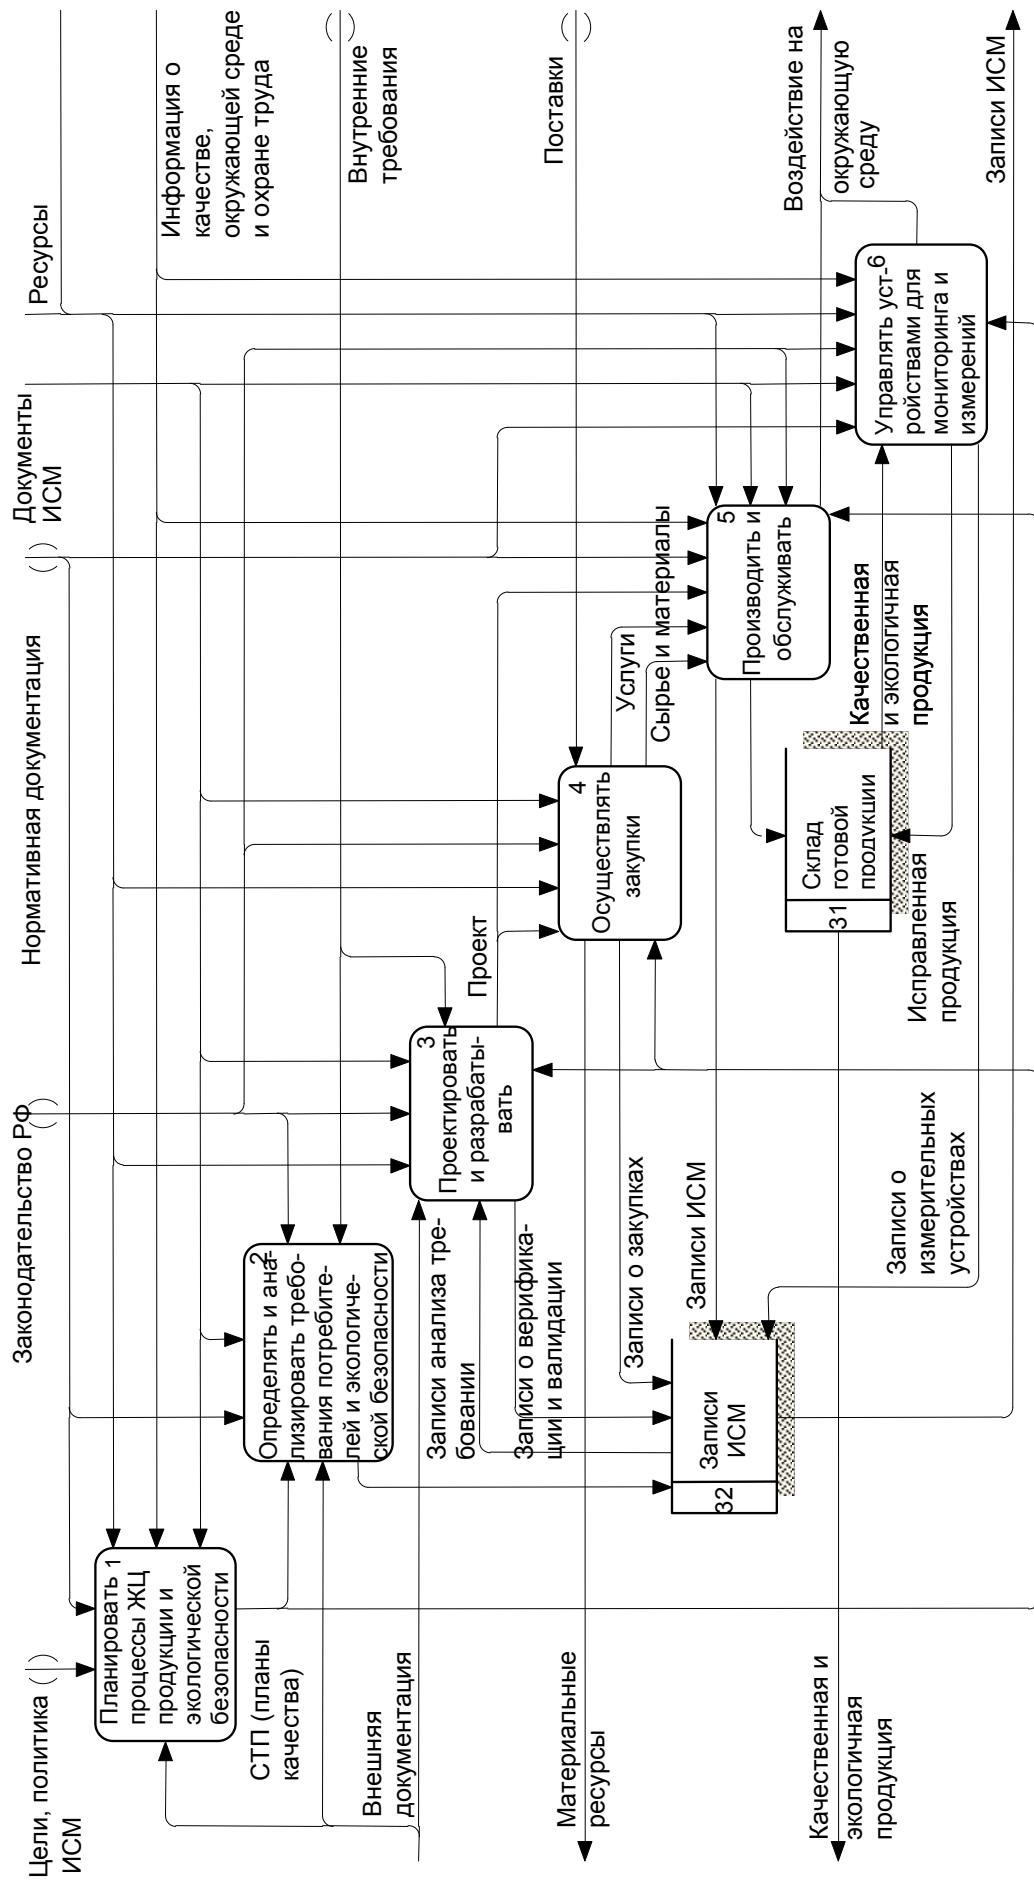 Цели, политика
ИСМ
Законодательство РФ
Нормативная документация
Документы
ИСМ
Ресурсы
Информация о
качестве,
окружающей среде
и охране труда
Внутренние
требования
Поставки
Воздействие на
окружающую
среду
Записи ИСМ
Планировать 1
процессы ЖЦ
продукции и
экологической
безопасности
СТП (планы
качества)
Внешняя
документация
2
Определять и ана-
лизировать требо-
вания потребите-
лей и экологиче-
ской безопасности
Записи анализа тре-
бовании
3
Проектировать
и разрабаты-
вать
Проект
Записи о верифика-
ции и валидации
4
Осуществлять
закупки
Услуги
Сырье и материалы
Записи о закупках
Материальные
ресурсы
5
Производить и
обслуживать
Записи ИСМ
6
Управлять уст-
ройствами для
мониторинга и
измерений
Качественная
и экологичная
продукция
31
Склад
готовой
продукции
Исправленная
продукция
Записи о
измерительных
устройствах
32
Записи
ИСМ
Качественная и
экологичная
продукция